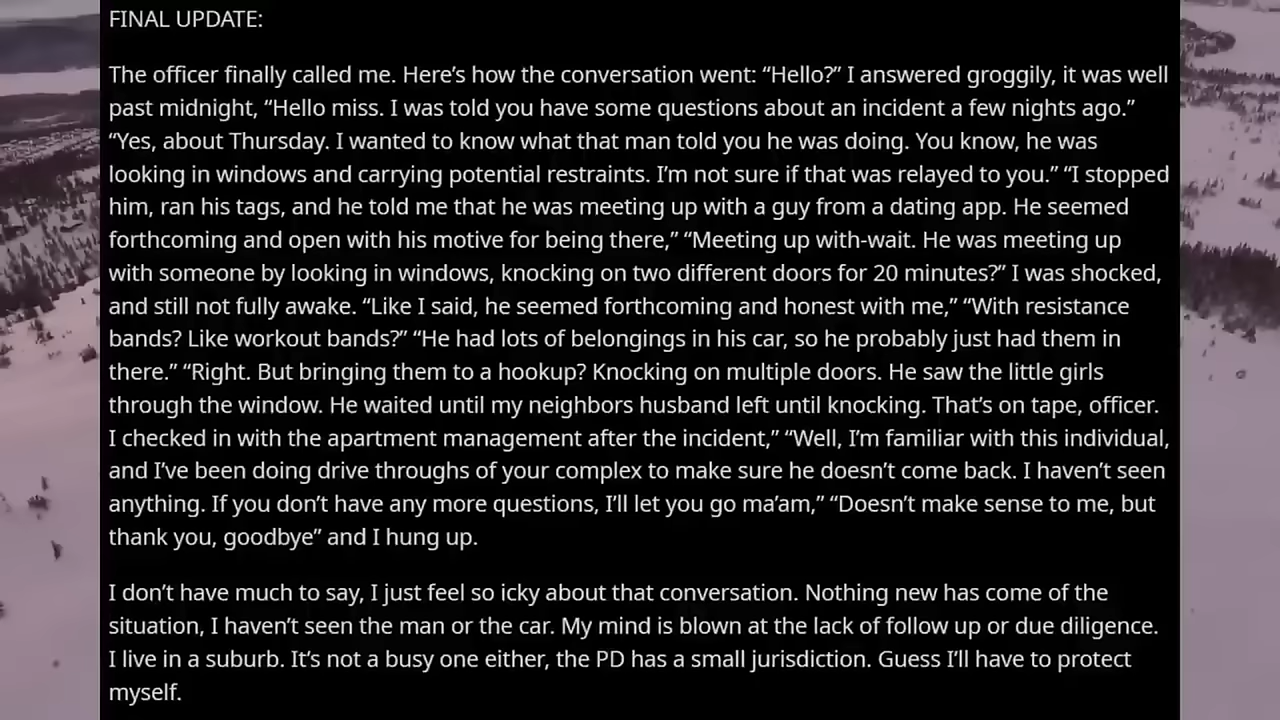 FINAL UPDATE:
The officer finally called me. Here’s how the conversation went: “Hello?” I answered groggily, it was well
past midnight, “Hello miss. I was told you have some questions about an incident a few nights ago.”
“Yes, about Thursday. I wanted to know what that man told you he was doing. You know, he was
looking in windows and carrying potential restraints. I’m not sure if that was relayed to you.” “I stopped
him, ran his tags, and he told me that he was meeting up with a guy from a dating app. He seemed
forthcoming and open with his motive for being there,” “Meeting up with-wait. He was meeting up
with someone by looking in windows, knocking on two different doors for 20 minutes?” I was shocked,
and still not fully awake. “Like I said, he seemed forthcoming and honest with me,” “With resistance
bands? Like workout bands?” “He had lots of belongings in his car, so he probably just had them in
there.” “Right. But bringing them to a hookup? Knocking on multiple doors. He saw the little girls
through the window. He waited until my neighbors husband left until knocking. That’s on tape, officer.
I checked in with the apartment management after the incident,” “Well, I’m familiar with this individual,
and I’ve been doing drive throughs of your complex to make sure he doesn’t come back. I haven’t seen
anything. If you don’t have any more questions, I’ll let you go ma’am,” “Doesn’t make sense to me, but
thank you, goodbye” and I hung up.
I don’t have much to say, I just feel so icky about that conversation. Nothing new has come of the
situation, I haven’t seen the man or the car. My mind is blown at the lack of follow up or due diligence.
I live in a suburb. It’s not a busy one either, the PD has a small jurisdiction. Guess I’ll have to protect
myself.